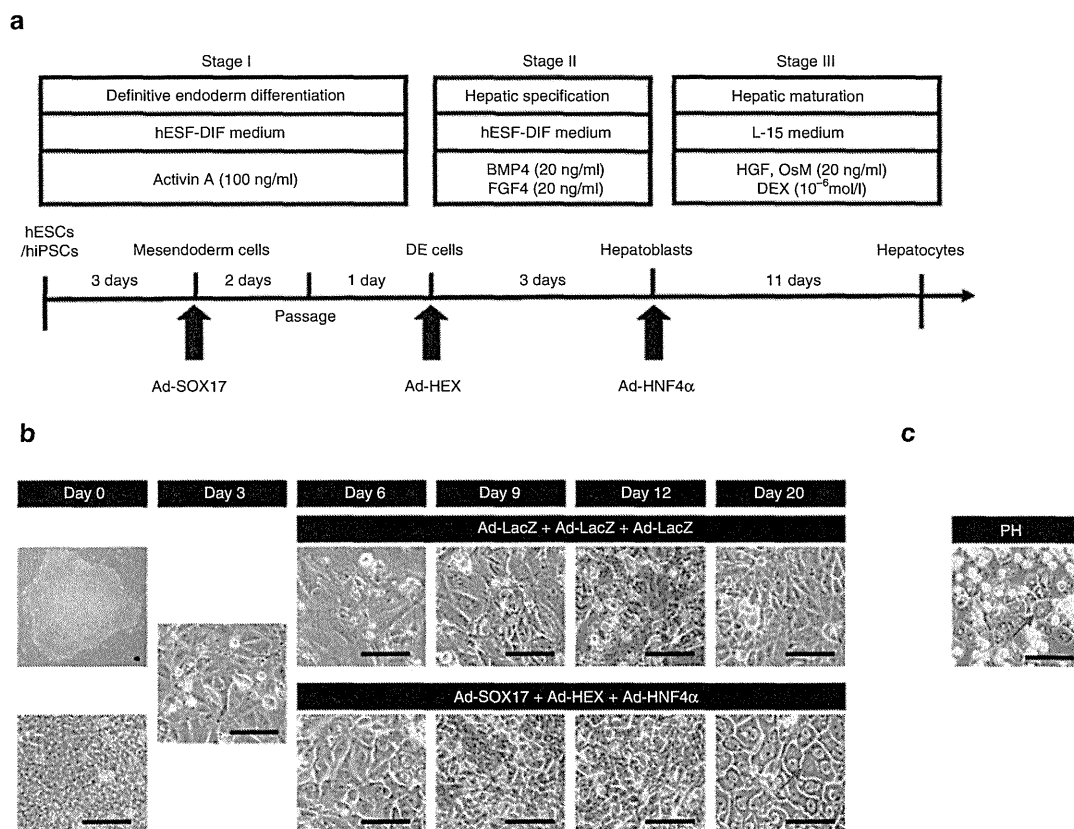 a
Stage I
Stage II
Stage III
Definitive endoderm differentiation
Hepatic specification
Hepatic maturation
hESF-DIF medium
hESF-DIF medium
L-15 medium
Activin A (100 ng/ml)
BMP4 (20 ng/ml)
FGF4 (20 ng/ml)
HGF, OsM (20 ng/ml)
DEX (10⁻⁶mol/l)
hESCs
/hiPSCs
Mesendoderm cells
DE cells
Hepatoblasts
Hepatocytes
3 days
2 days
1 day
3 days
11 days
Passage
Ad-SOX17
Ad-HEX
Ad-HNF4α
b
c
Day 0
Day 3
Day 6
Day 9
Day 12
Day 20
Ad-LacZ + Ad-LacZ + Ad-LacZ
PH
Ad-SOX17 + Ad-HEX + Ad-HNF4α